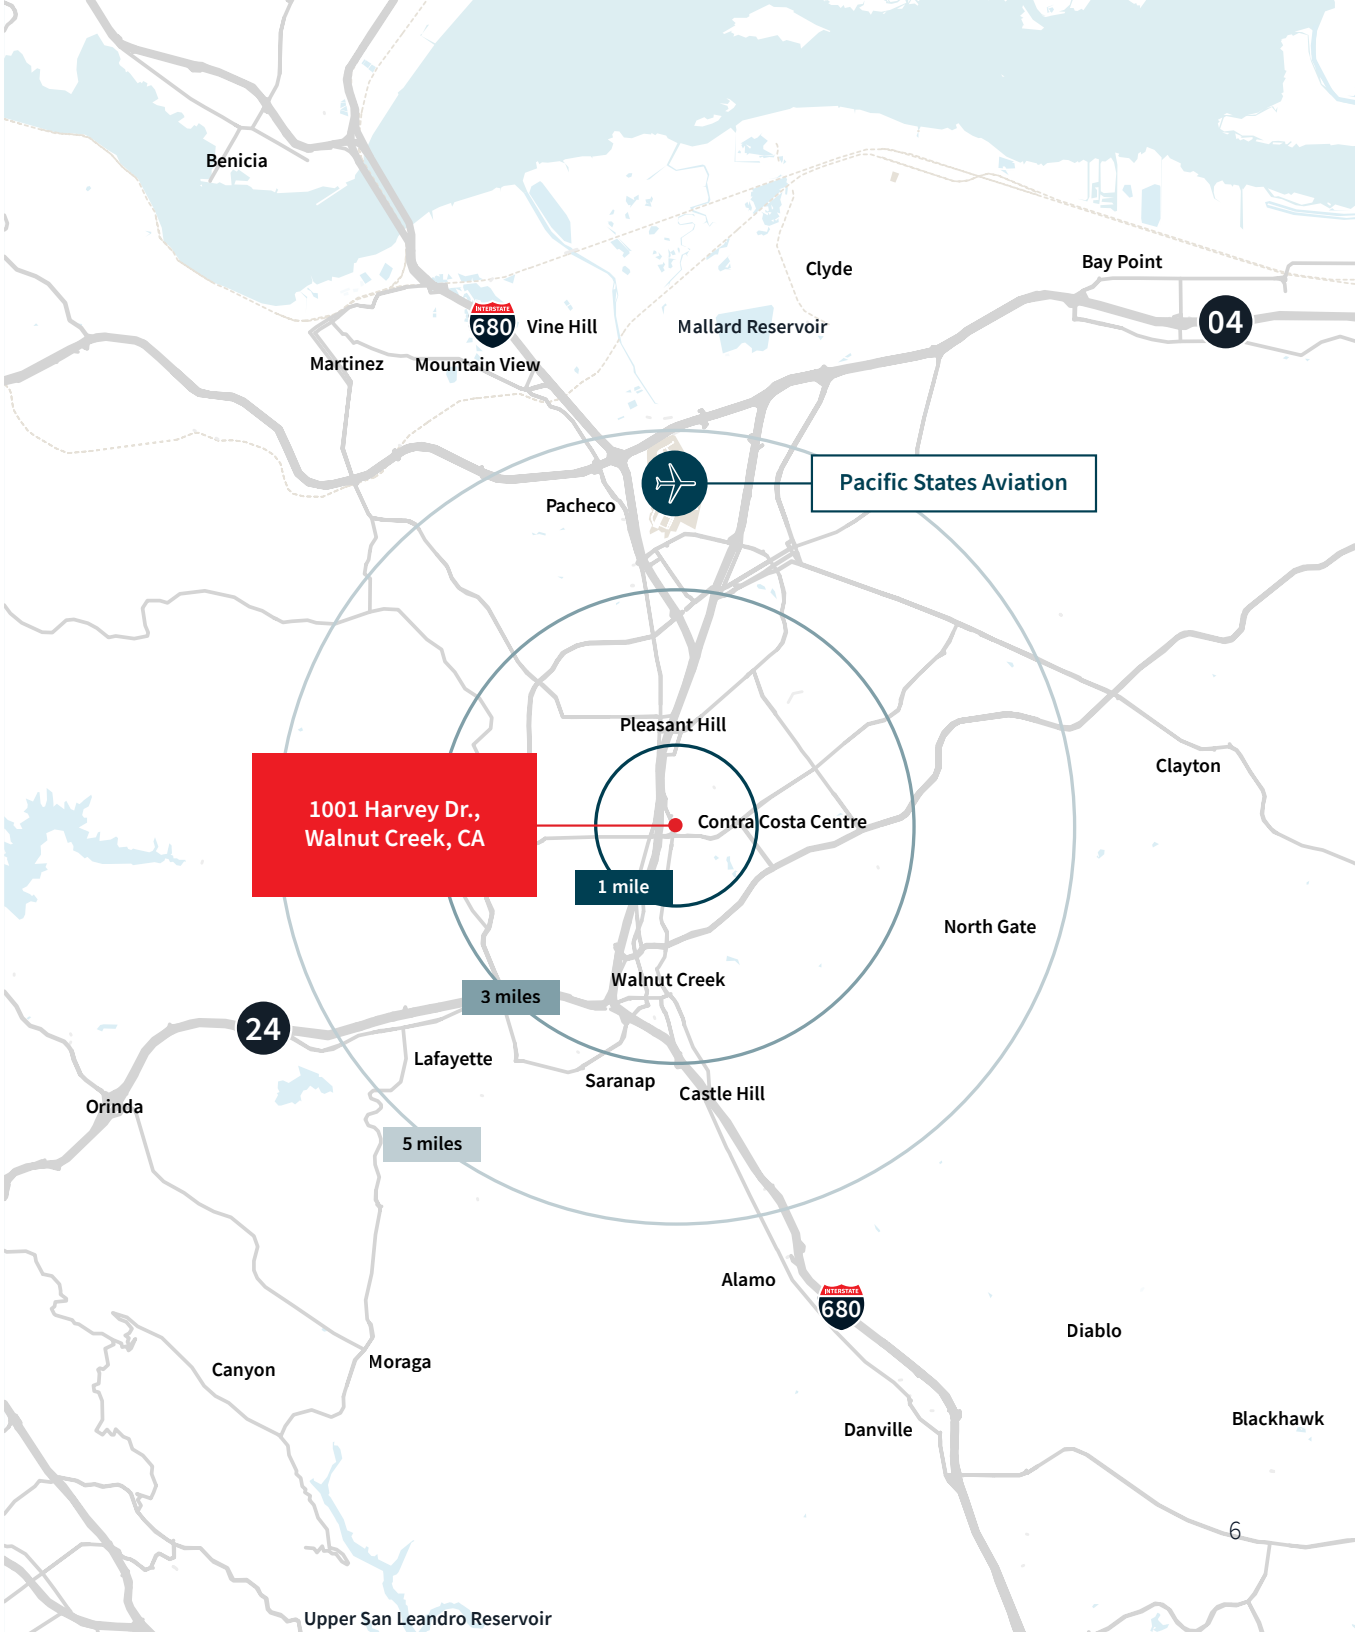 Benicia
Clyde
Bay Point
INTERSTATE
680
Vine Hill
Mallard Reservoir
04
Martinez
Mountain View
Pacific States Aviation
Pacheco
Pleasant Hill
Clayton
1001 Harvey Dr.,
Walnut Creek, CA
Contra Costa Centre
1 mile
North Gate
Walnut Creek
3 miles
24
Lafayette
Saranap
Castle Hill
Orinda
5 miles
Alamo
INTERSTATE
680
Diablo
Canyon
Moraga
Blackhawk
Danville
6
Upper San Leandro Reservoir